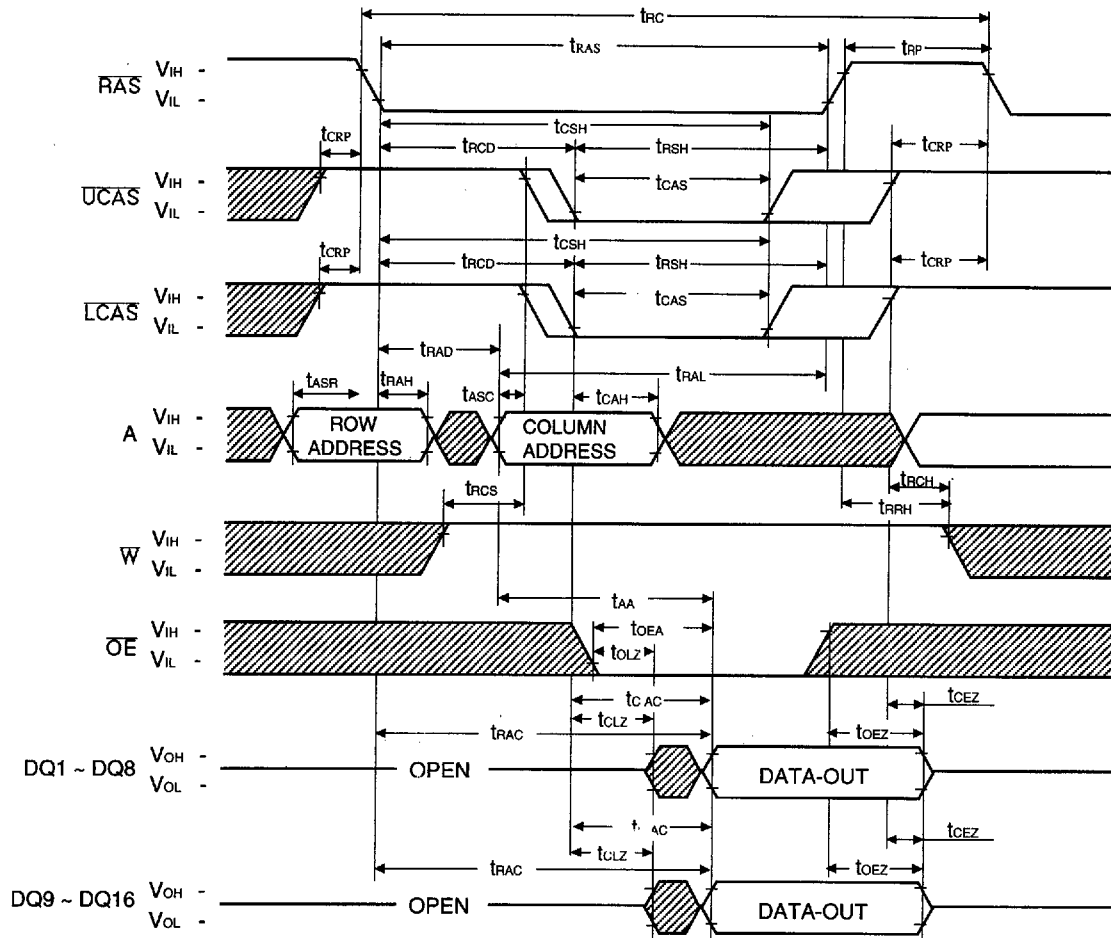 tRC
tRAS
tRP
RAS VIH -
VIL -
tCSH
tCRP
tRCD
tRSH
tCRP
UCAS VIH -
VIL -
tCAS
tCSH
tCRP
tRCD
tRSH
tCRP
LCAS VIH -
VIL -
tCAS
tRAD
tRAL
tASR
tRAH
tASC
tCAH
A VIH -
VIL -
ROW
ADDRESS
COLUMN
ADDRESS
tRCS
tRCH
tRRH
W VIH -
VIL -
tAA
OE VIH -
VIL -
tOEA
tOLZ
tCAC
tCEZ
tCLZ
tRAC
tOEZ
DQ1 ~ DQ8 VOH -
VOL -
OPEN
DATA-OUT
tCEZ
tCLZ
tRAC
tOEZ
DQ9 ~ DQ16 VOH -
VOL -
OPEN
DATA-OUT